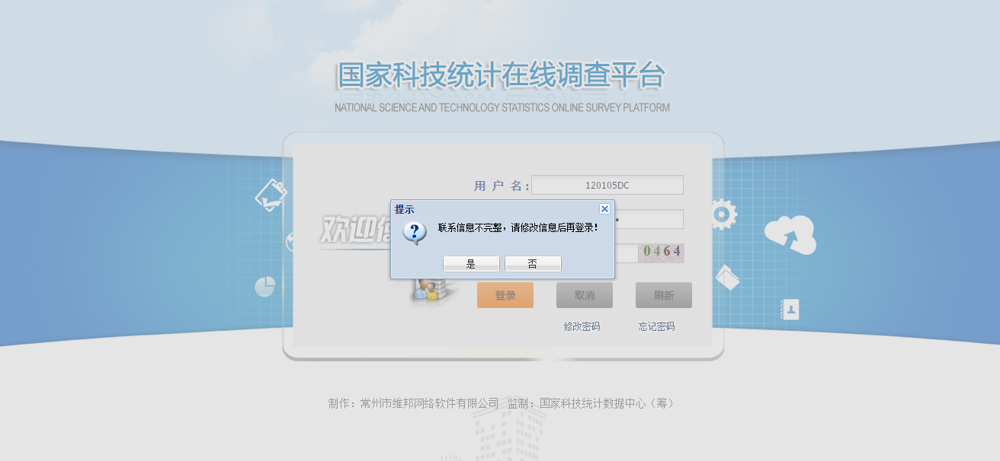 国家科技统计在线调查平台
NATIONAL SCIENCE AND TECHNOLOGY STATISTICS ONLINE SURVEY PLATFORM
用 户 名： 120105DC
提示
欢迎
联系信息不完整，请修改信息后再登录！
0464
是 否
登录 取消 刷新
修改密码 忘记密码
制作：常州市维邦网络软件有限公司 监制：国家科技统计数据中心（筹）